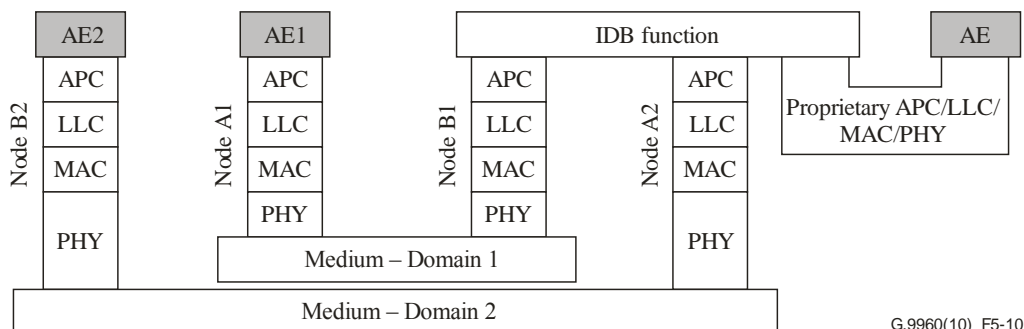 AE2
AE1
IDB function
AE
Node B2
APC
LLC
MAC
PHY
Node A1
APC
LLC
MAC
PHY
Node B1
APC
LLC
MAC
PHY
Node A2
APC
LLC
MAC
PHY
Proprietary APC/LLC/
MAC/PHY
Medium – Domain 1
Medium – Domain 2
G.9960(10)_F5-10